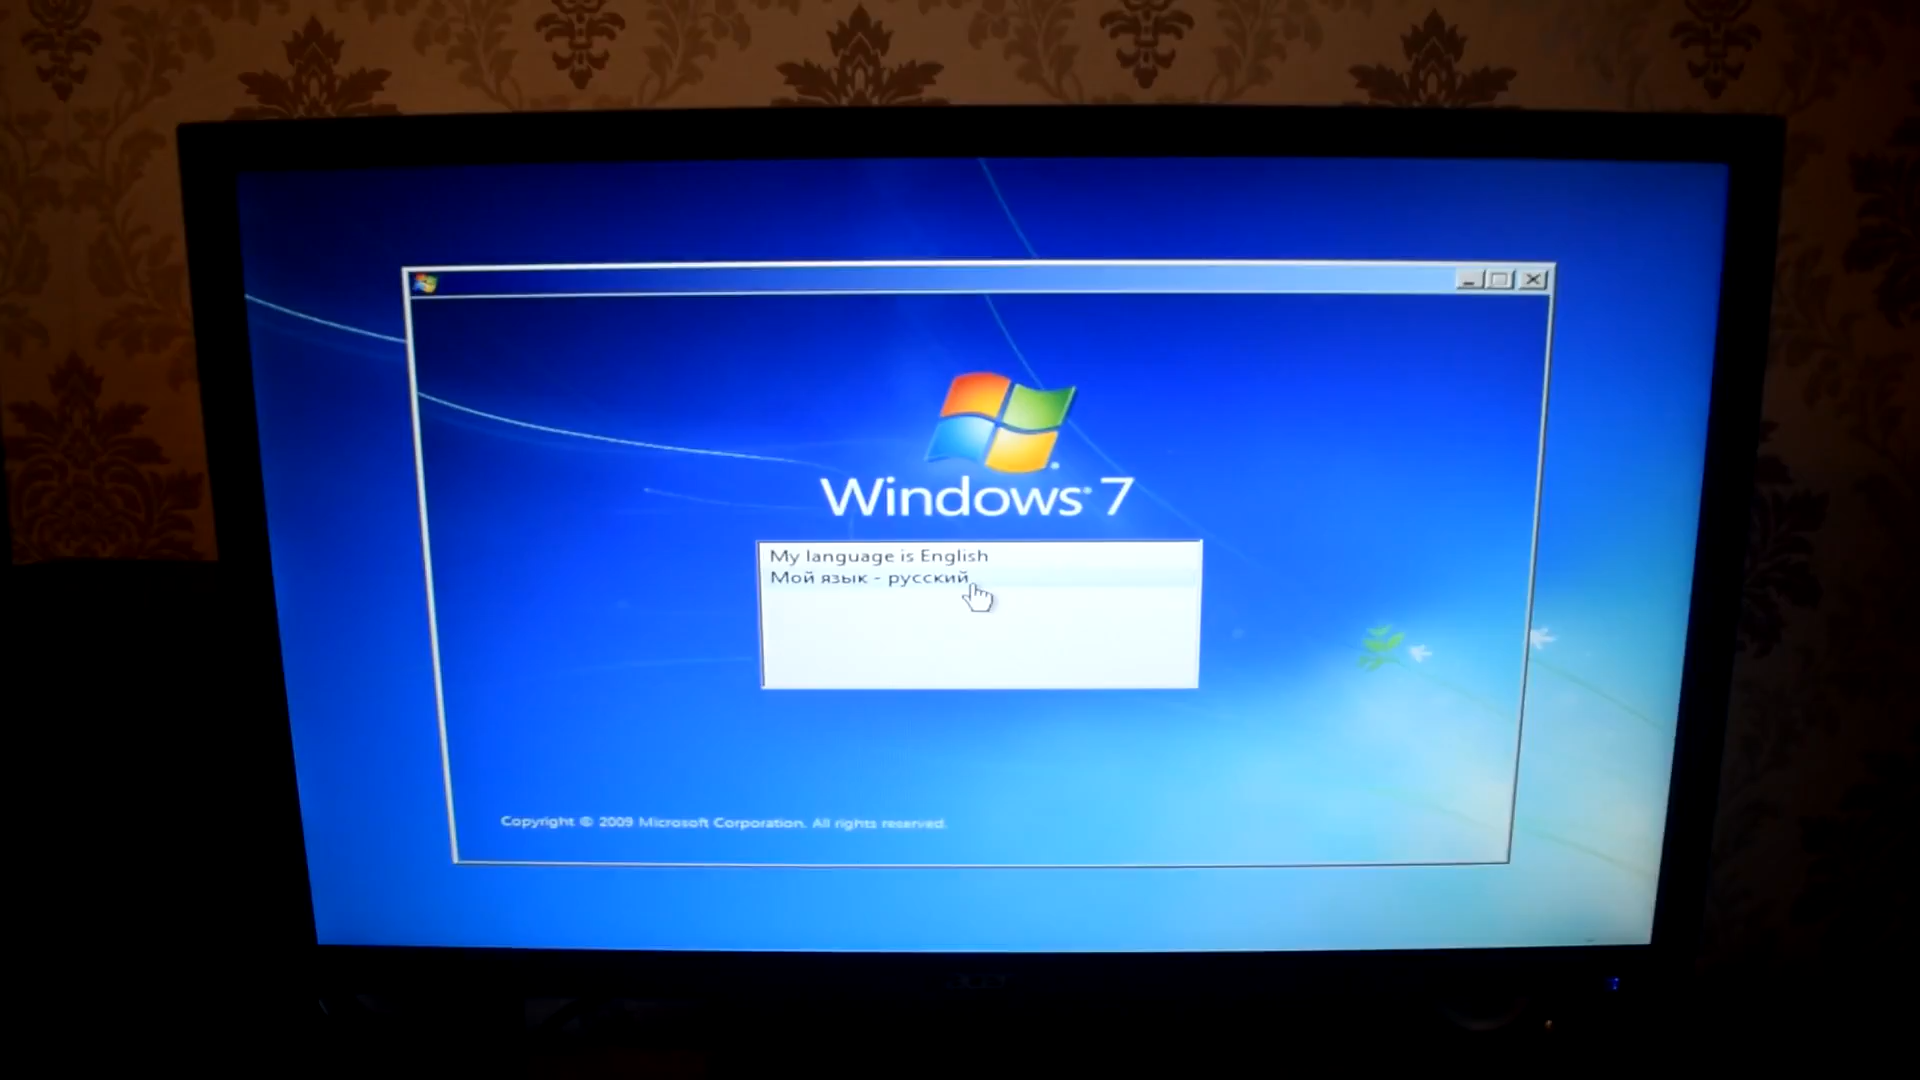 Windows® 7
My language is English
Мой язык - русский
Copyright © 2009 Microsoft Corporation. All rights reserved.